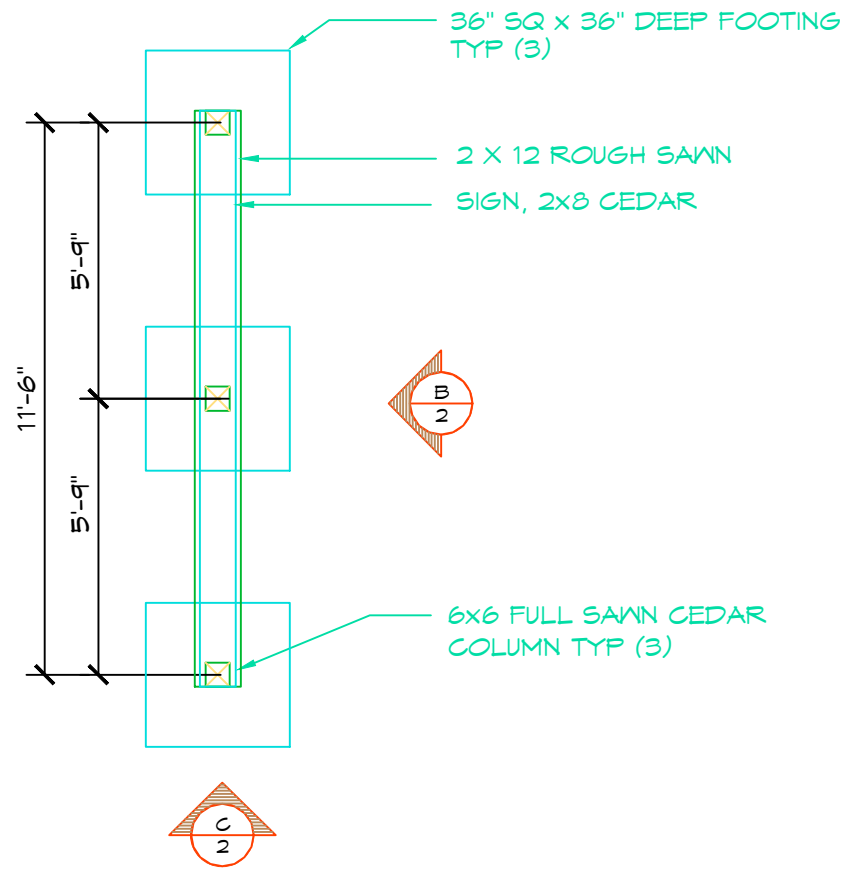 36" SQ x 36" DEEP FOOTING
TYP (3)
2 X 12 ROUGH SAWN
SIGN, 2x8 CEDAR
5'-9"
11'-6"
B
2
5'-9"
6x6 FULL SAWN CEDAR
COLUMN TYP (3)
C
2